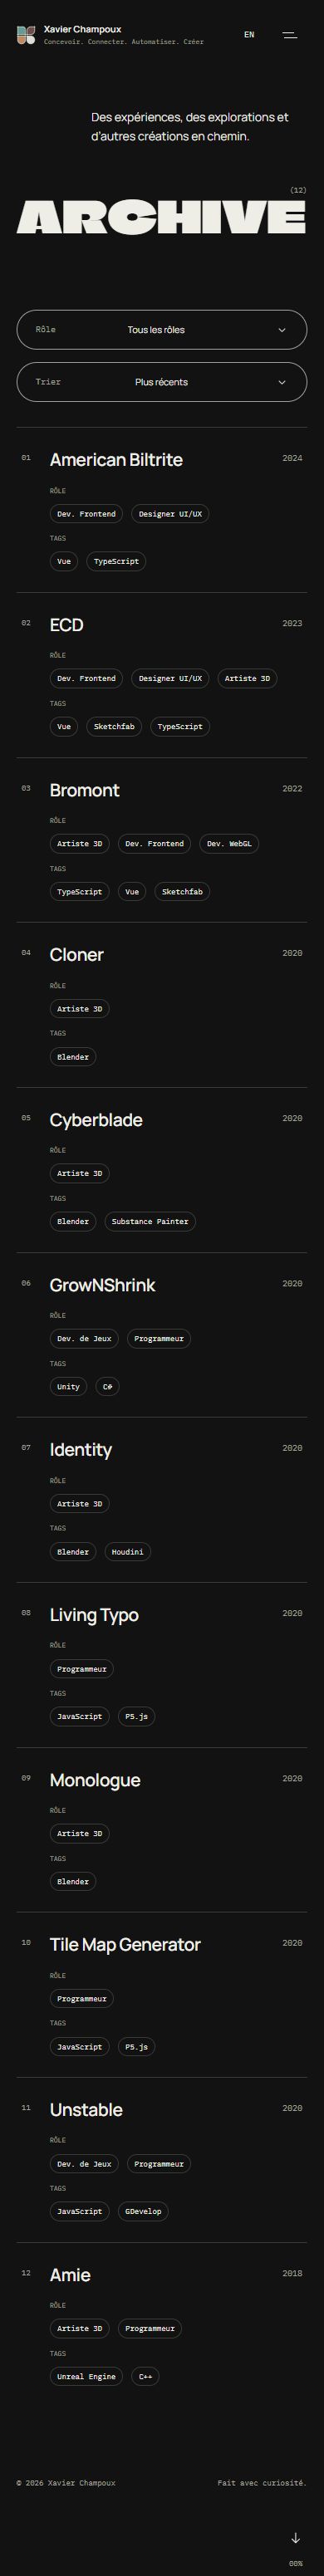 Xavier Champoux
Concevoir. Connecter. Automatiser. Créer
EN
Des expériences, des explorations et
d'autres créations en chemin.
(12)
ARCHIVE
Rôle Tous les rôles
Trier Plus récents
01 American Biltrite 2024
RÔLE
Dev. Frontend Designer UI/UX
TAGS
Vue TypeScript
02 ECD 2023
RÔLE
Dev. Frontend Designer UI/UX Artiste 3D
TAGS
Vue Sketchfab TypeScript
03 Bromont 2022
RÔLE
Artiste 3D Dev. Frontend Dev. WebGL
TAGS
TypeScript Vue Sketchfab
04 Cloner 2020
RÔLE
Artiste 3D
TAGS
Blender
05 Cyberblade 2020
RÔLE
Artiste 3D
TAGS
Blender Substance Painter
06 GrowNShrink 2020
RÔLE
Dev. de Jeux Programmeur
TAGS
Unity C#
07 Identity 2020
RÔLE
Artiste 3D
TAGS
Blender Houdini
08 Living Typo 2020
RÔLE
Programmeur
TAGS
JavaScript P5.js
09 Monologue 2020
RÔLE
Artiste 3D
TAGS
Blender
10 Tile Map Generator 2020
RÔLE
Programmeur
TAGS
JavaScript P5.js
11 Unstable 2020
RÔLE
Dev. de Jeux Programmeur
TAGS
JavaScript GDevelop
12 Amie 2018
RÔLE
Artiste 3D Programmeur
TAGS
Unreal Engine C++
© 2026 Xavier Champoux Fait avec curiosité.
00%